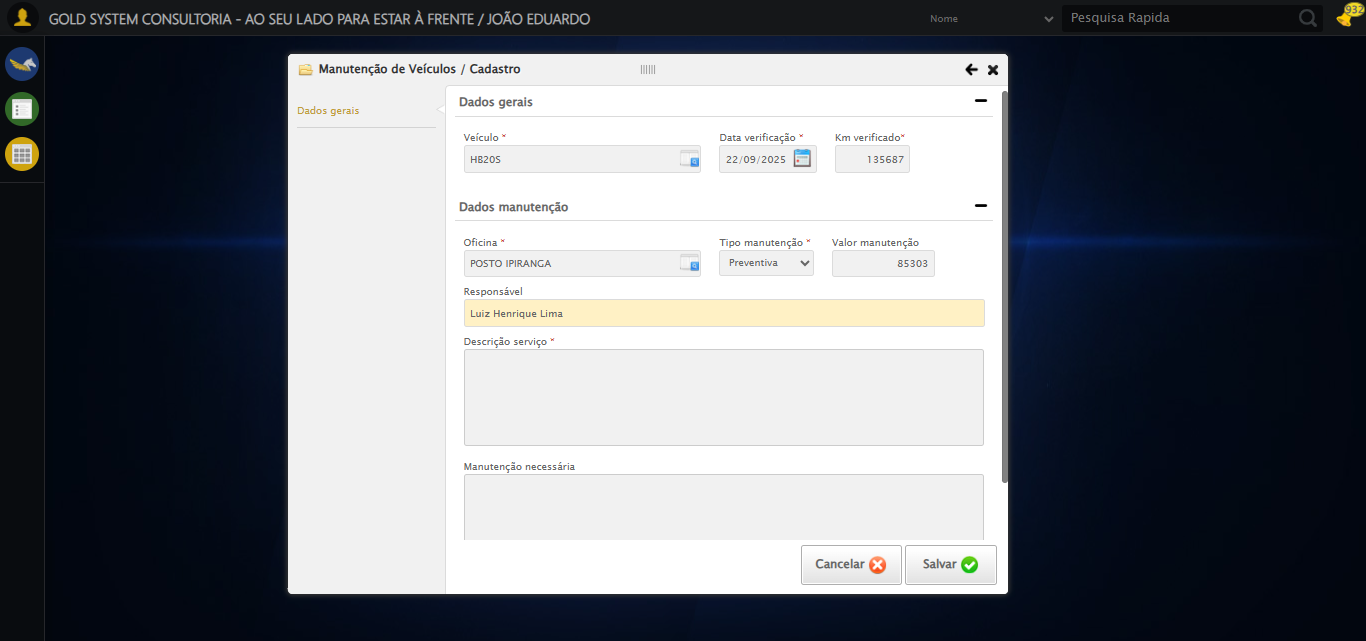 GOLD SYSTEM CONSULTORIA - AO SEU LADO PARA ESTAR À FRENTE / JOÃO EDUARDO
Nome
Pesquisa Rapida
932
Manutenção de Veículos / Cadastro
Dados gerais
Dados gerais
Veículo *
Data verificação *
Km verificado*
HB20S
22/09/2025
135687
Dados manutenção
Oficina *
Tipo manutenção *
Valor manutenção
POSTO IPIRANGA
Preventiva
85303
Responsável
Luiz Henrique Lima
Descrição serviço *
Manutenção necessária
Cancelar
Salvar